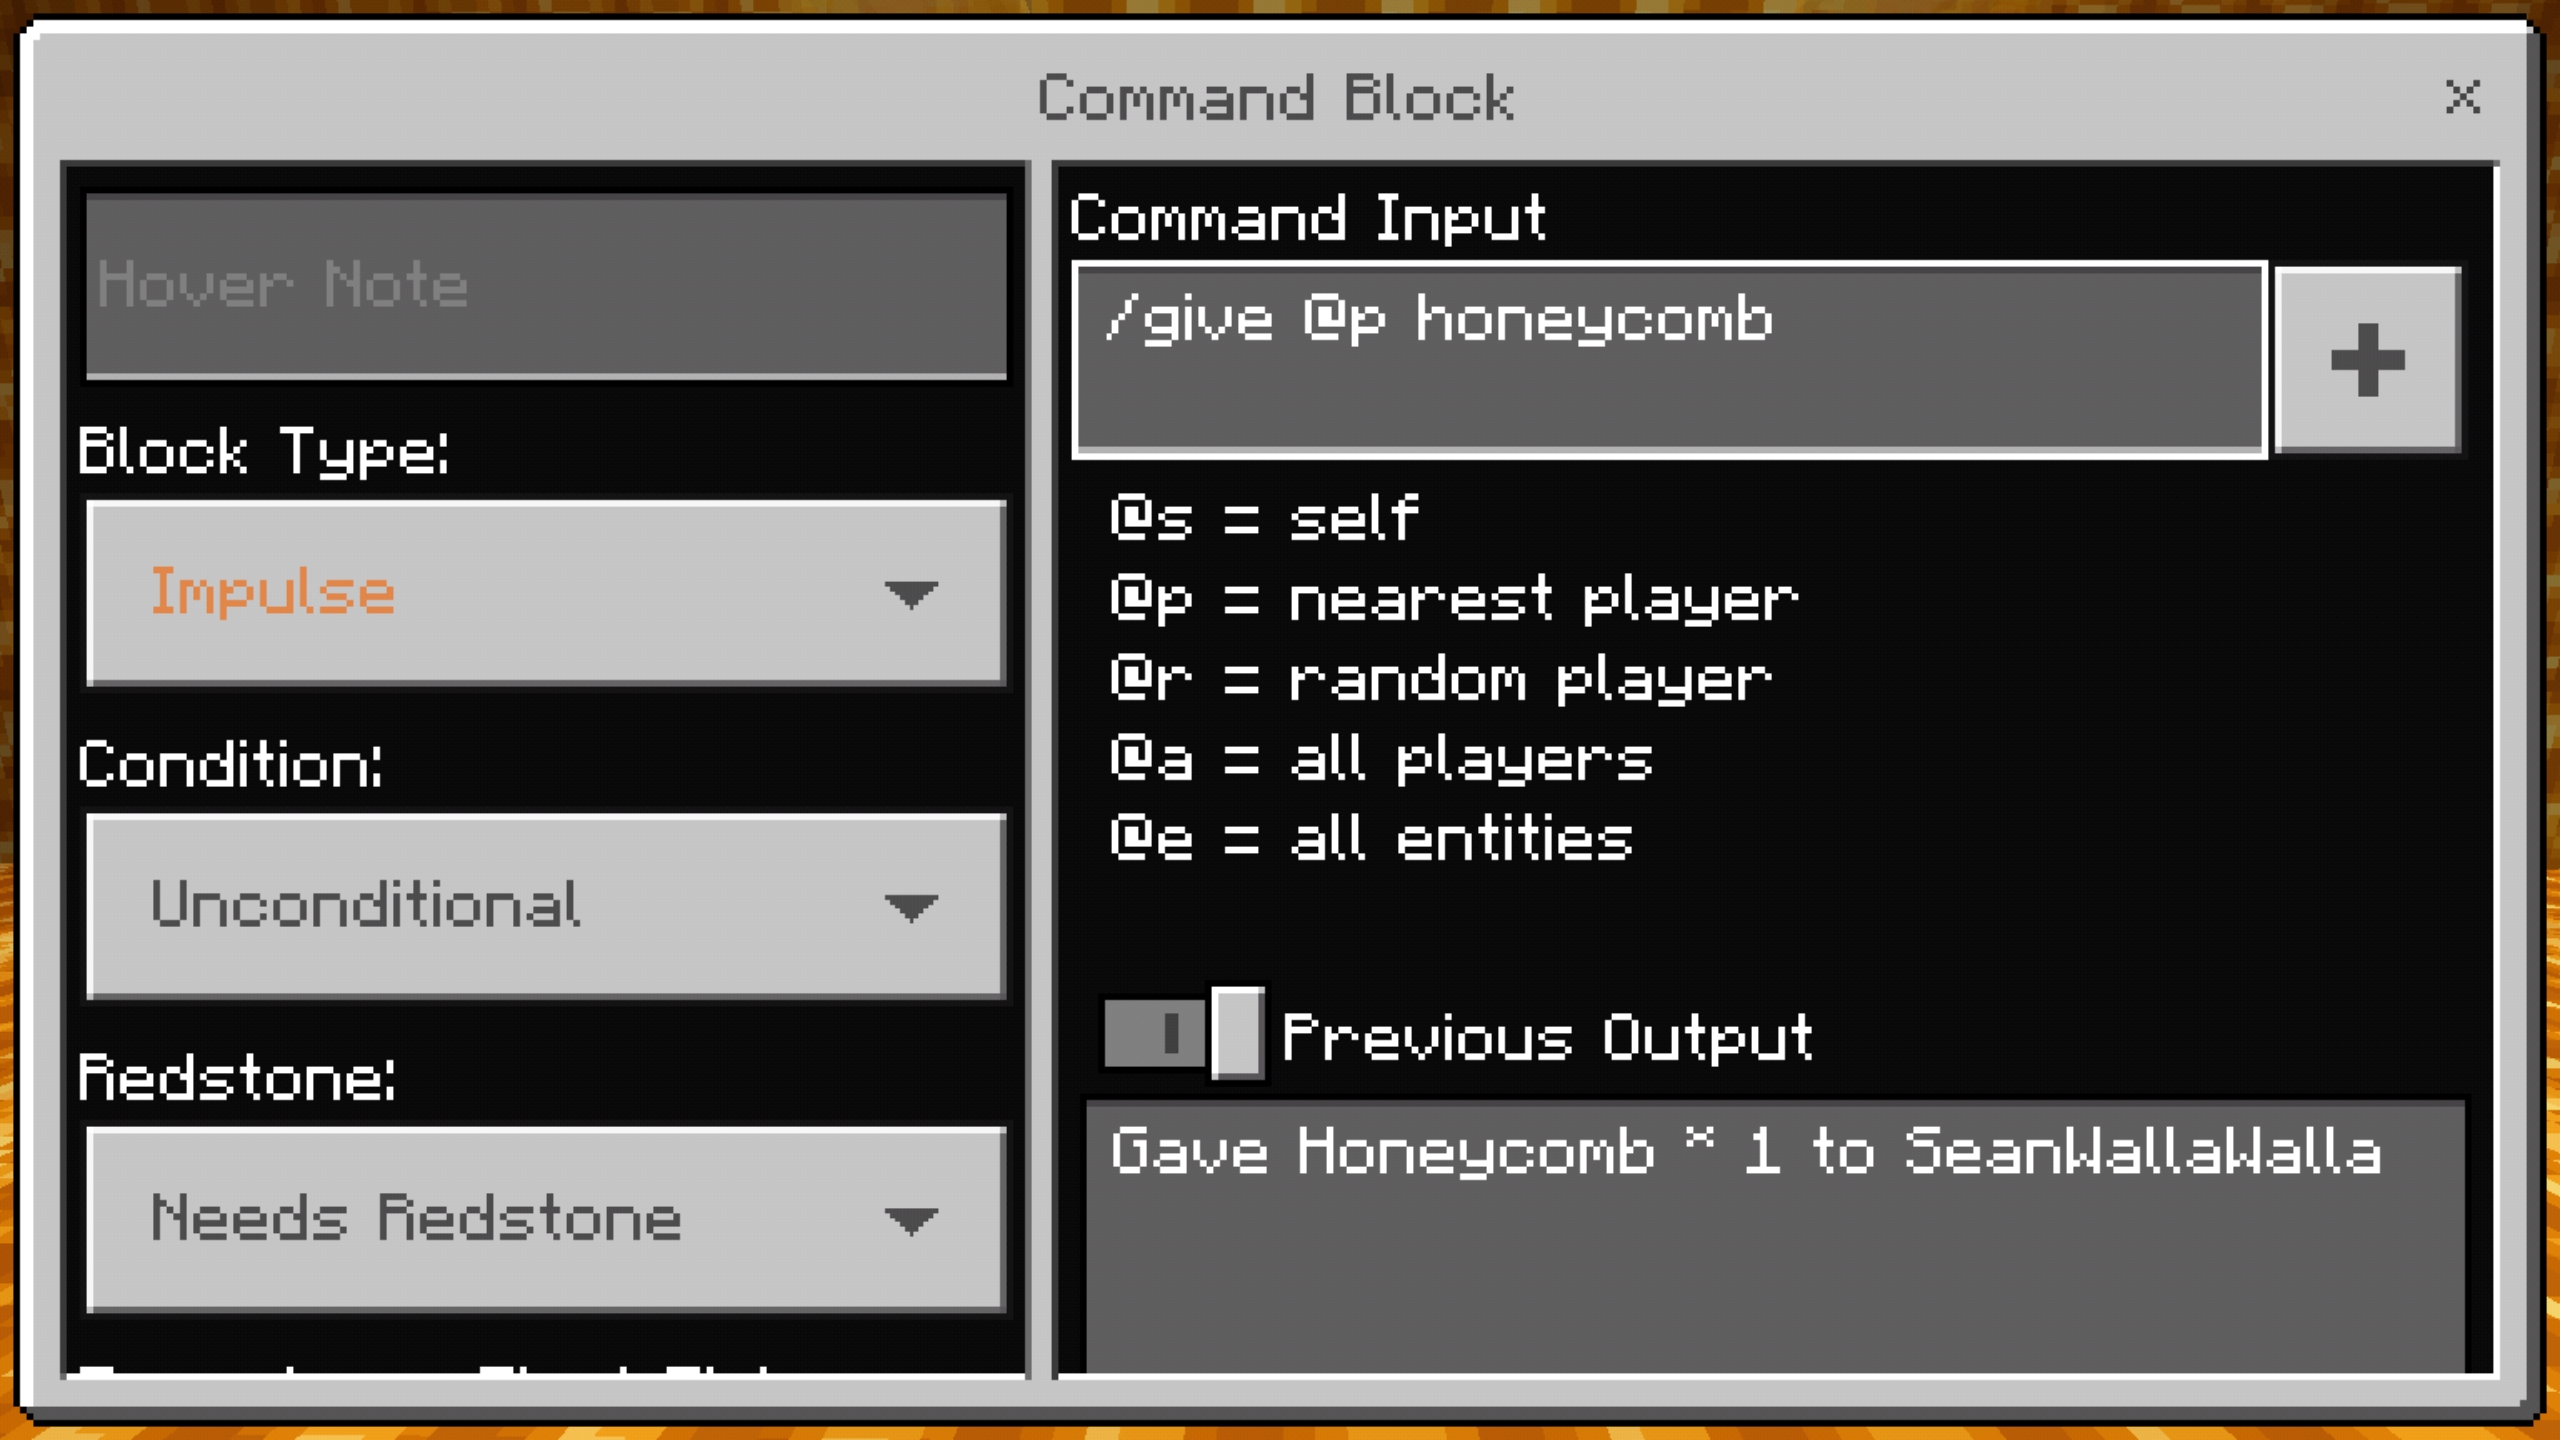 Command Block
Hover Note
Block Type:
Impulse
Condition:
Unconditional
Redstone:
Needs Redstone
Command Input
/give @p honeycomb
@s = self
@p = nearest player
@r = random player
@a = all players
@e = all entities
Previous Output
Gave Honeycomb * 1 to SeanWallaWalla